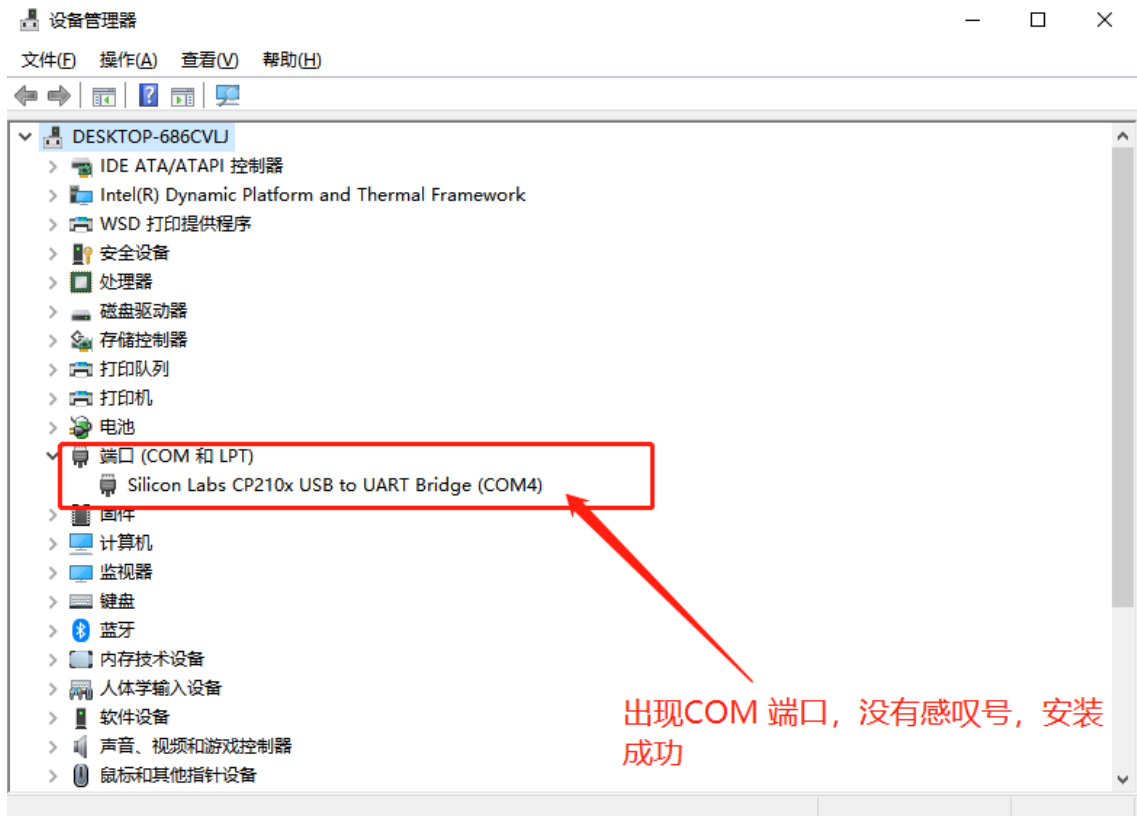 设备管理器
文件(F) 操作(A) 查看(V) 帮助(H)
DESKTOP-686CVLJ
IDE ATA/ATAPI 控制器
Intel(R) Dynamic Platform and Thermal Framework
WSD 打印提供程序
安全设备
处理器
磁盘驱动器
存储控制器
打印队列
打印机
电池
端口 (COM 和 LPT)
Silicon Labs CP210x USB to UART Bridge (COM4)
固件
计算机
监视器
键盘
蓝牙
内存技术设备
人体学输入设备
软件设备
声音、视频和游戏控制器
鼠标和其他指针设备
出现COM 端口，没有感叹号，安装
成功